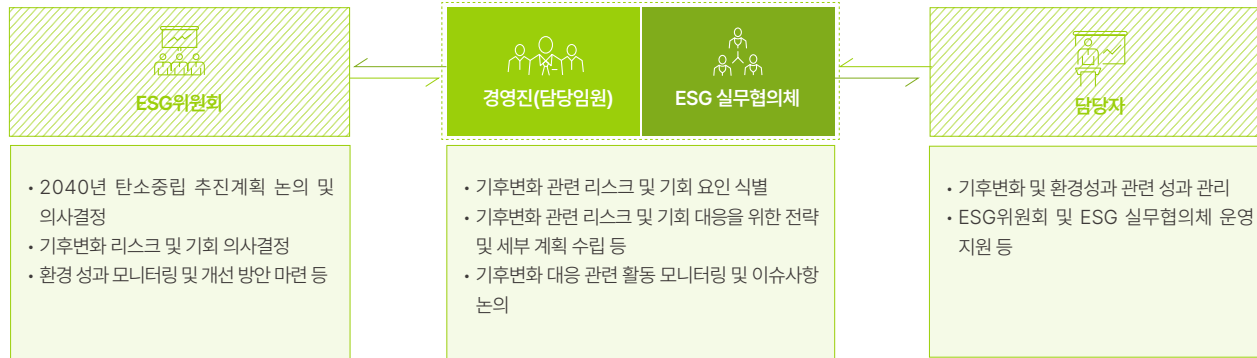 ESG위원회
• 2040년 탄소중립 추진계획 논의 및
의사결정
• 기후변화 리스크 및 기회 의사결정
• 환경 성과 모니터링 및 개선 방안 마련 등
경영진(담당임원)
ESG 실무협의체
• 기후변화 관련 리스크 및 기회 요인 식별
• 기후변화 관련 리스크 및 기회 대응을 위한 전략
및 세부 계획 수립 등
• 기후변화 대응 관련 활동 모니터링 및 이슈사항
논의
담당자
• 기후변화 및 환경성과 관련 성과 관리
• ESG위원회 및 ESG 실무협의체 운영
지원 등